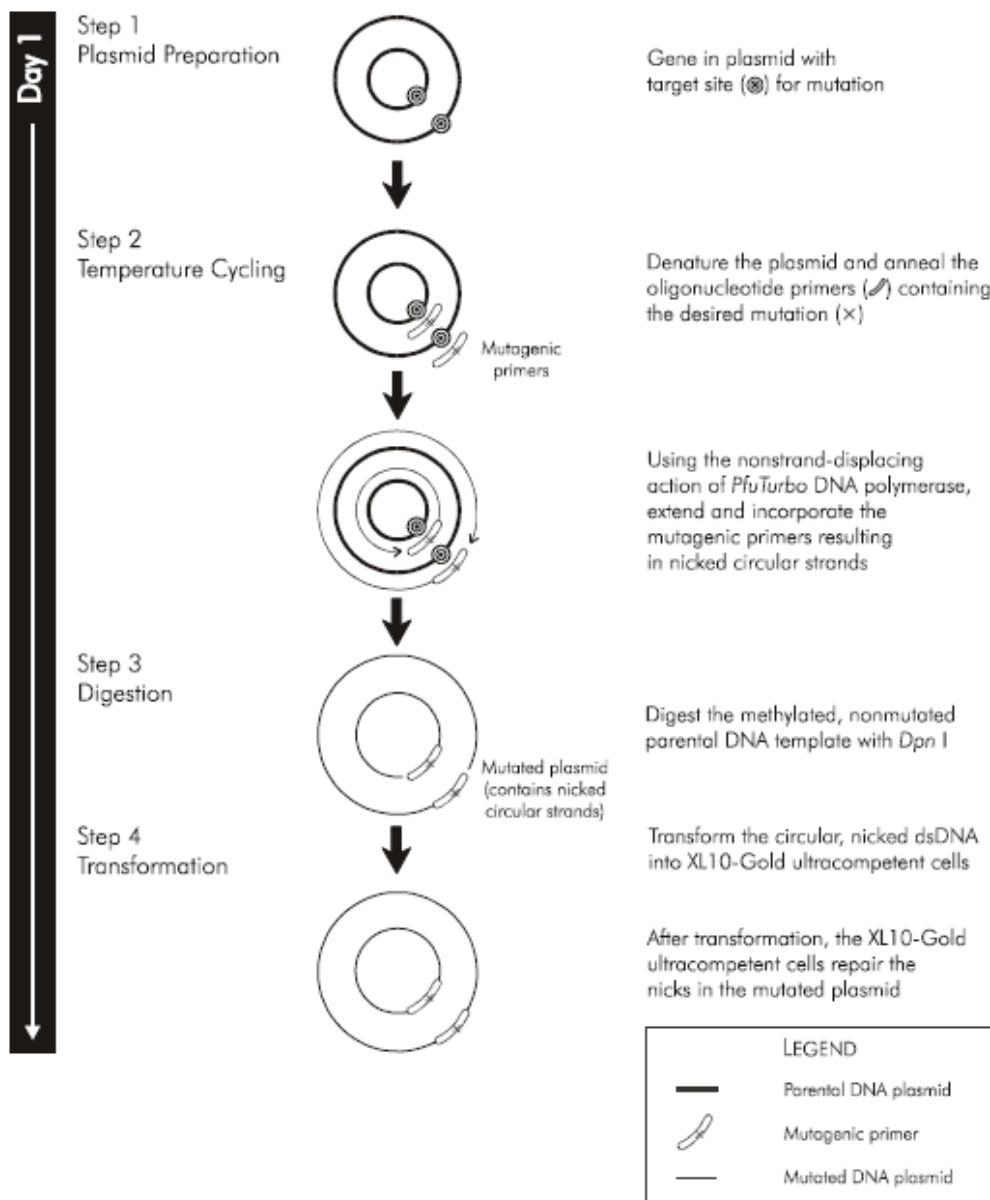 Day 1
Step 1
Plasmid Preparation
Gene in plasmid with
target site () for mutation
Step 2
Temperature Cycling
Denature the plasmid and anneal the
oligonucleotide primers () containing
the desired mutation (×)
Mutagenic
primers
Using the nonstrand-displacing
action of PfuTurbo DNA polymerase,
extend and incorporate the
mutagenic primers resulting
in nicked circular strands
Step 3
Digestion
Digest the methylated, nonmutated
parental DNA template with Dpn I
Mutated plasmid
(contains nicked
circular strands)
Step 4
Transformation
Transform the circular, nicked dsDNA
into XL10-Gold ultracompetent cells
After transformation, the XL10-Gold
ultracompetent cells repair the
nicks in the mutated plasmid
LEGEND
Parental DNA plasmid
Mutagenic primer
Mutated DNA plasmid